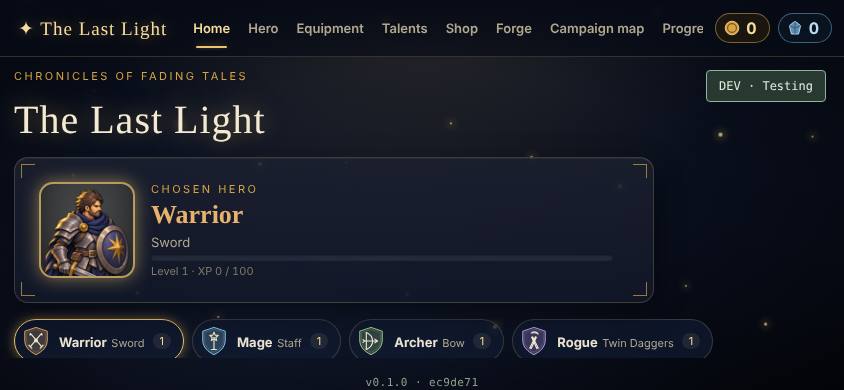 ✦ The Last Light Home Hero Equipment Talents Shop Forge Campaign map Progre 0 0
CHRONICLES OF FADING TALES
DEV · Testing
The Last Light
CHOSEN HERO
Warrior
Sword
Level 1 · XP 0 / 100
Warrior Sword 1 Mage Staff 1 Archer Bow 1 Rogue Twin Daggers 1
v0.1.0 · ec9de71